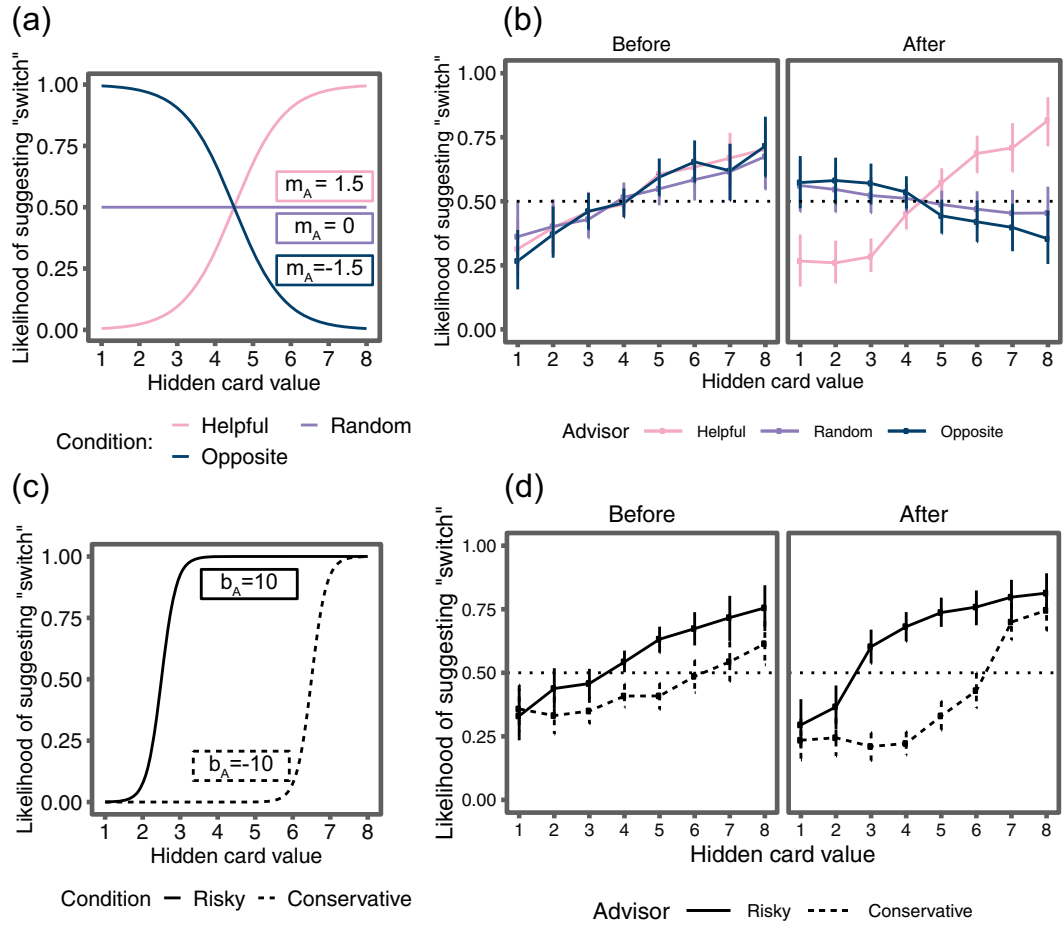 (a)
Likelihood of suggesting "switch"
1.00
0.75
0.50
0.25
0.00
m_A = 1.5
m_A = 0
m_A=-1.5
1 2 3 4 5 6 7 8
Hidden card value
Condition: Helpful Random
Opposite
(b)
Before After
Likelihood of suggesting "switch"
1.00
0.75
0.50
0.25
0.00
1 2 3 4 5 6 7 8 1 2 3 4 5 6 7 8
Hidden card value
Advisor Helpful Random Opposite
(c)
Likelihood of suggesting "switch"
1.00
0.75
0.50
0.25
0.00
b_A=10
b_A=-10
1 2 3 4 5 6 7 8
Hidden card value
Condition Risky Conservative
(d)
Before After
Likelihood of suggesting "switch"
1.00
0.75
0.50
0.25
0.00
1 2 3 4 5 6 7 8 1 2 3 4 5 6 7 8
Hidden card value
Advisor Risky Conservative